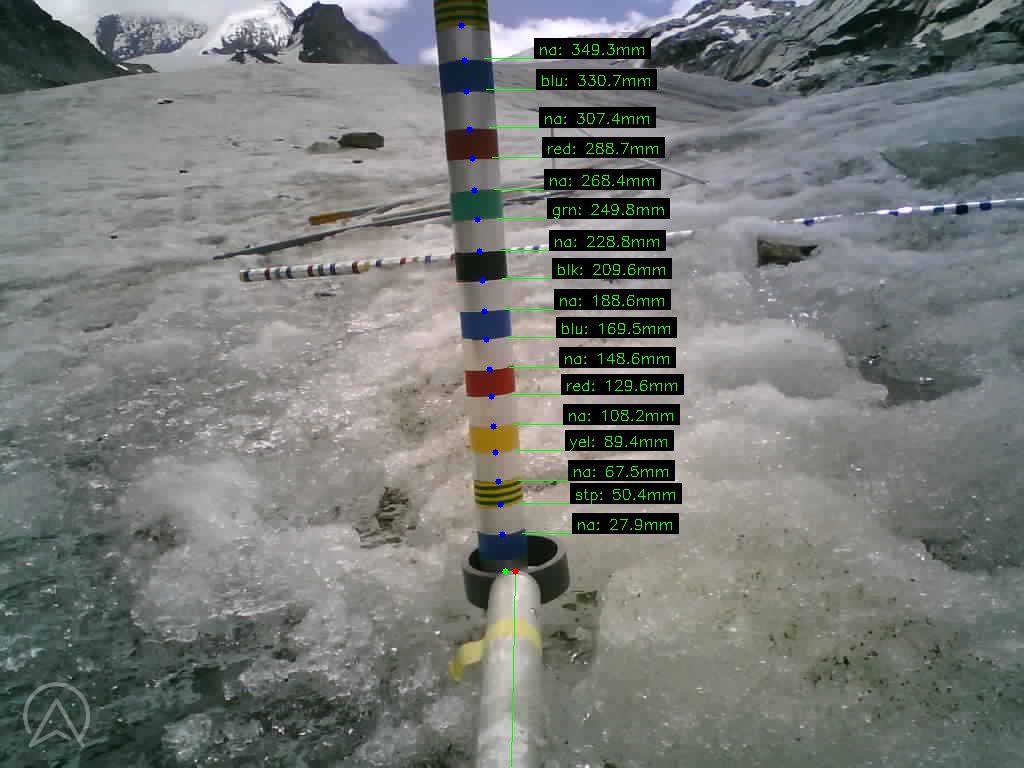 na: 349.3mm
blu: 330.7mm
na: 307.4mm
red: 288.7mm
na: 268.4mm
grn: 249.8mm
na: 228.8mm
blk: 209.6mm
na: 188.6mm
blu: 169.5mm
na: 148.6mm
red: 129.6mm
na: 108.2mm
yel: 89.4mm
na: 67.5mm
stp: 50.4mm
na: 27.9mm